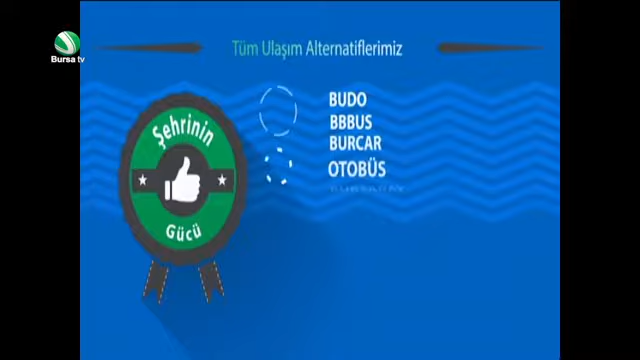 Bursa tv
Tüm Ulaşım Alternatiflerimiz
Şehrinin
Gücü
BUDO
BBBUS
BURCAR
OTOBÜS